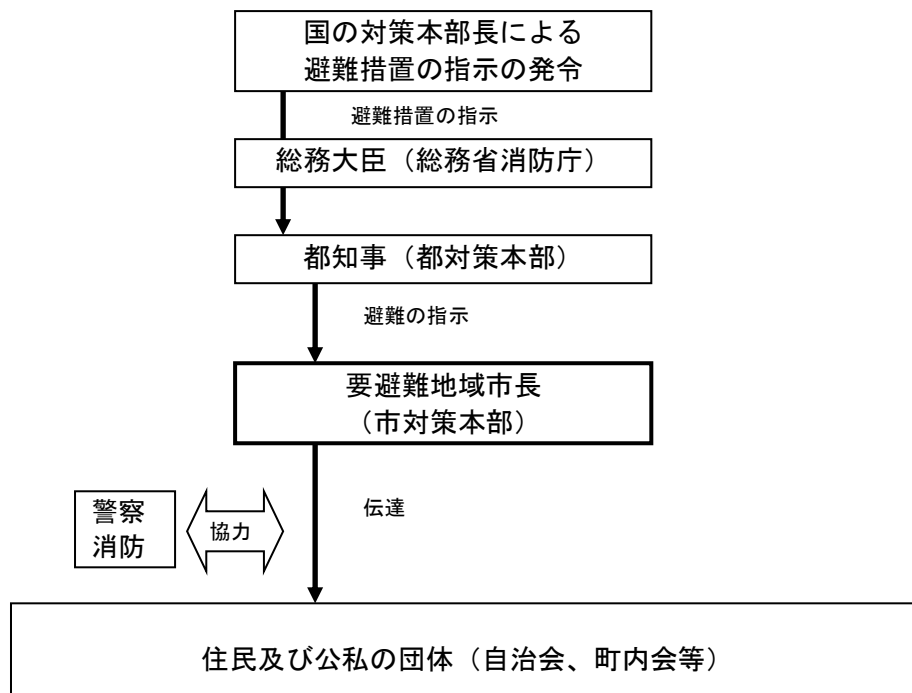 国の対策本部長による
避難措置の指示の発令
避難措置の指示
総務大臣（総務省消防庁）
都知事（都対策本部）
避難の指示
要避難地域市長
（市対策本部）
伝達
警察
消防
協力
住民及び公私の団体（自治会、町内会等）